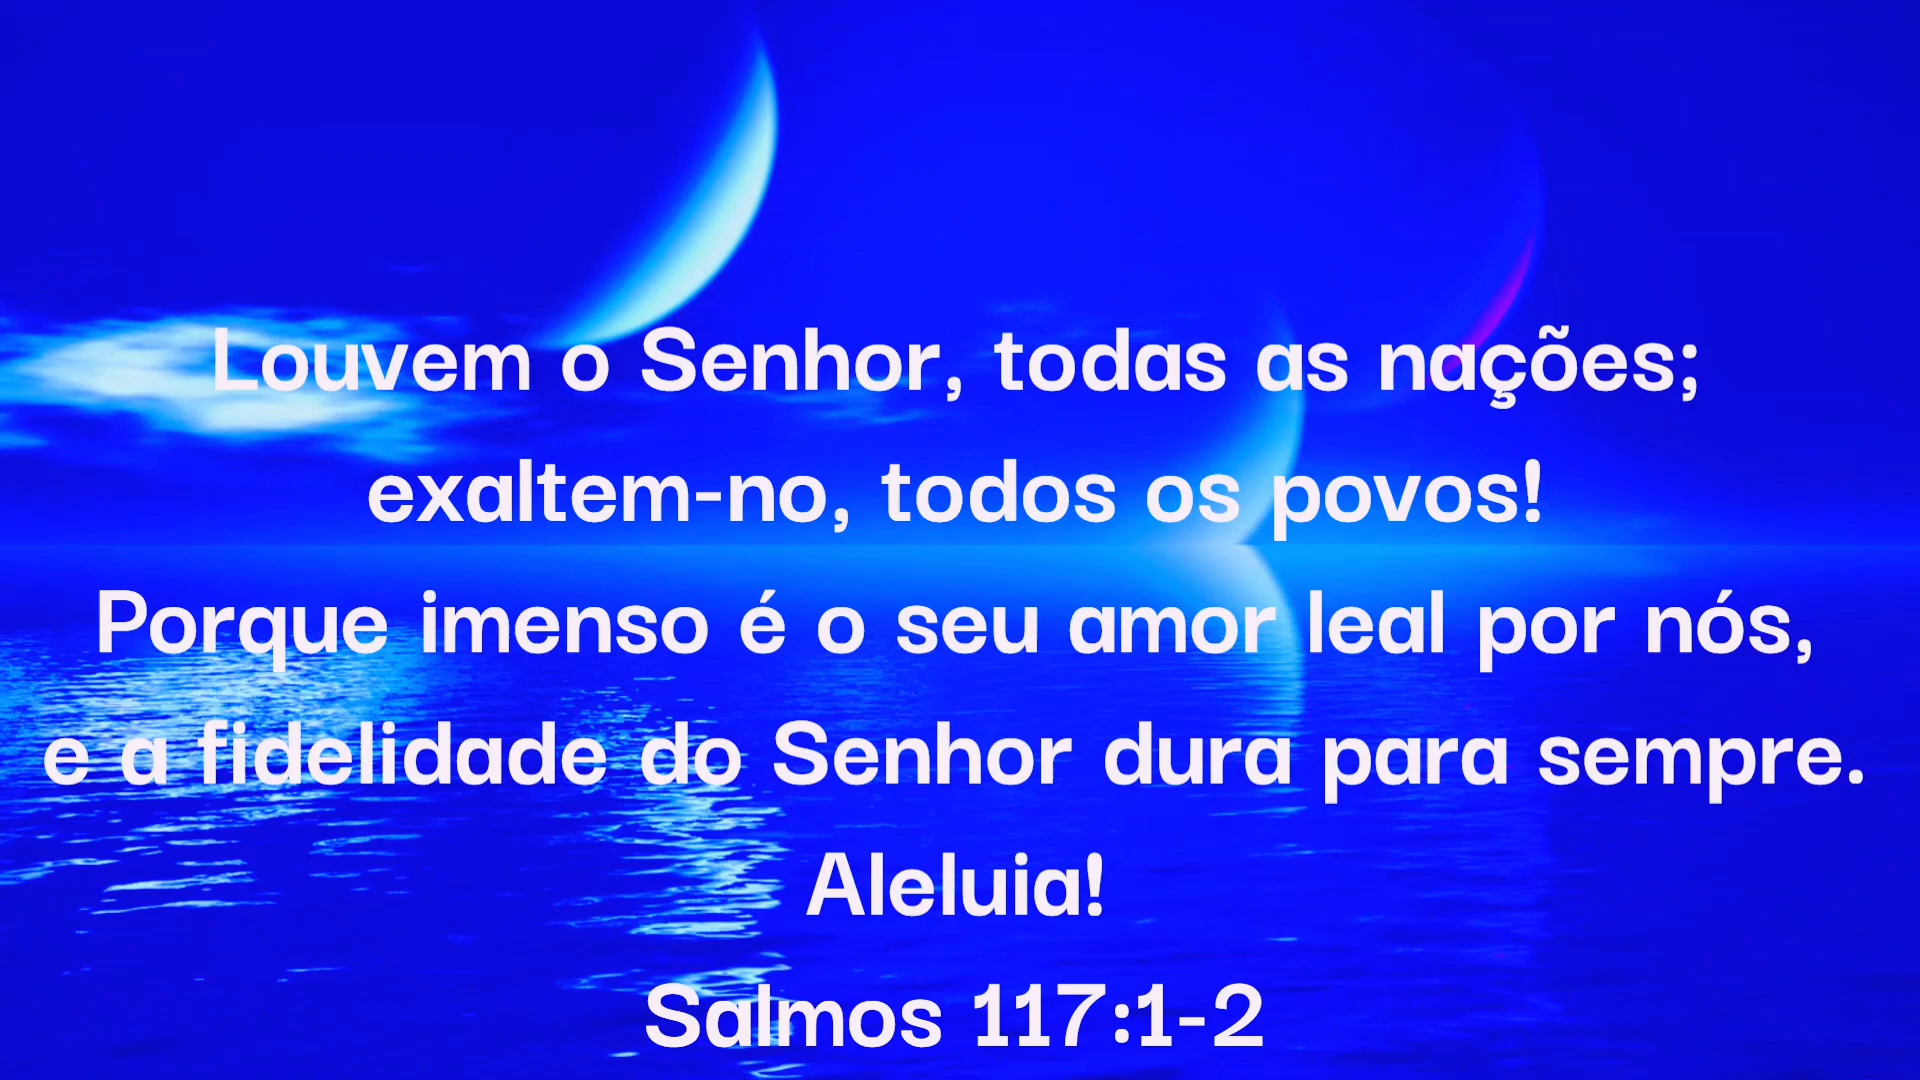 Louvem o Senhor, todas as nações;
exaltem-no, todos os povos!
Porque imenso é o seu amor leal por nós,
e a fidelidade do Senhor dura para sempre.
Aleluia!
Salmos 117:1-2